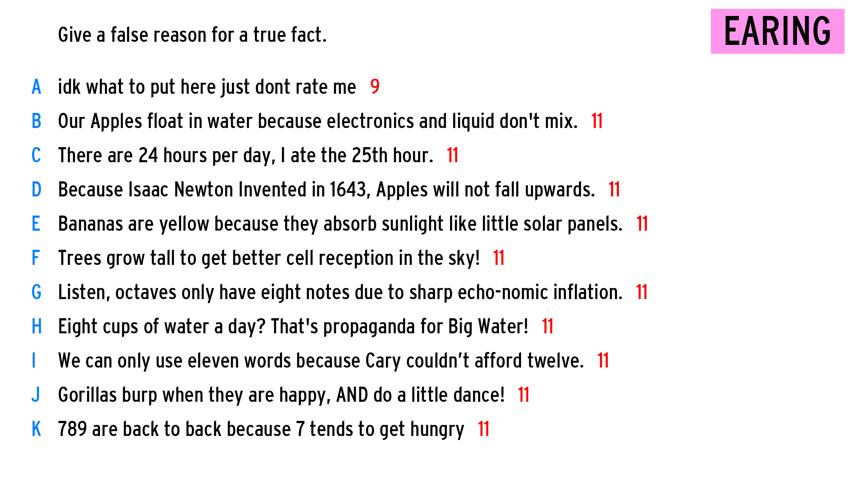 Give a false reason for a true fact.
EARING
A idk what to put here just dont rate me 9
B Our Apples float in water because electronics and liquid don't mix. 11
C There are 24 hours per day, I ate the 25th hour. 11
D Because Isaac Newton Invented in 1643, Apples will not fall upwards. 11
E Bananas are yellow because they absorb sunlight like little solar panels. 11
F Trees grow tall to get better cell reception in the sky! 11
G Listen, octaves only have eight notes due to sharp echo-nomic inflation. 11
H Eight cups of water a day? That's propaganda for Big Water! 11
I We can only use eleven words because Cary couldn’t afford twelve. 11
J Gorillas burp when they are happy, AND do a little dance! 11
K 789 are back to back because 7 tends to get hungry 11